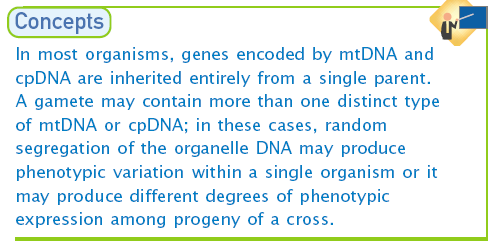 Concepts
In most organisms, genes encoded by mtDNA and
cpDNA are inherited entirely from a single parent.
A gamete may contain more than one distinct type
of mtDNA or cpDNA; in these cases, random
segregation of the organelle DNA may produce
phenotypic variation within a single organism or it
may produce different degrees of phenotypic
expression among progeny of a cross.